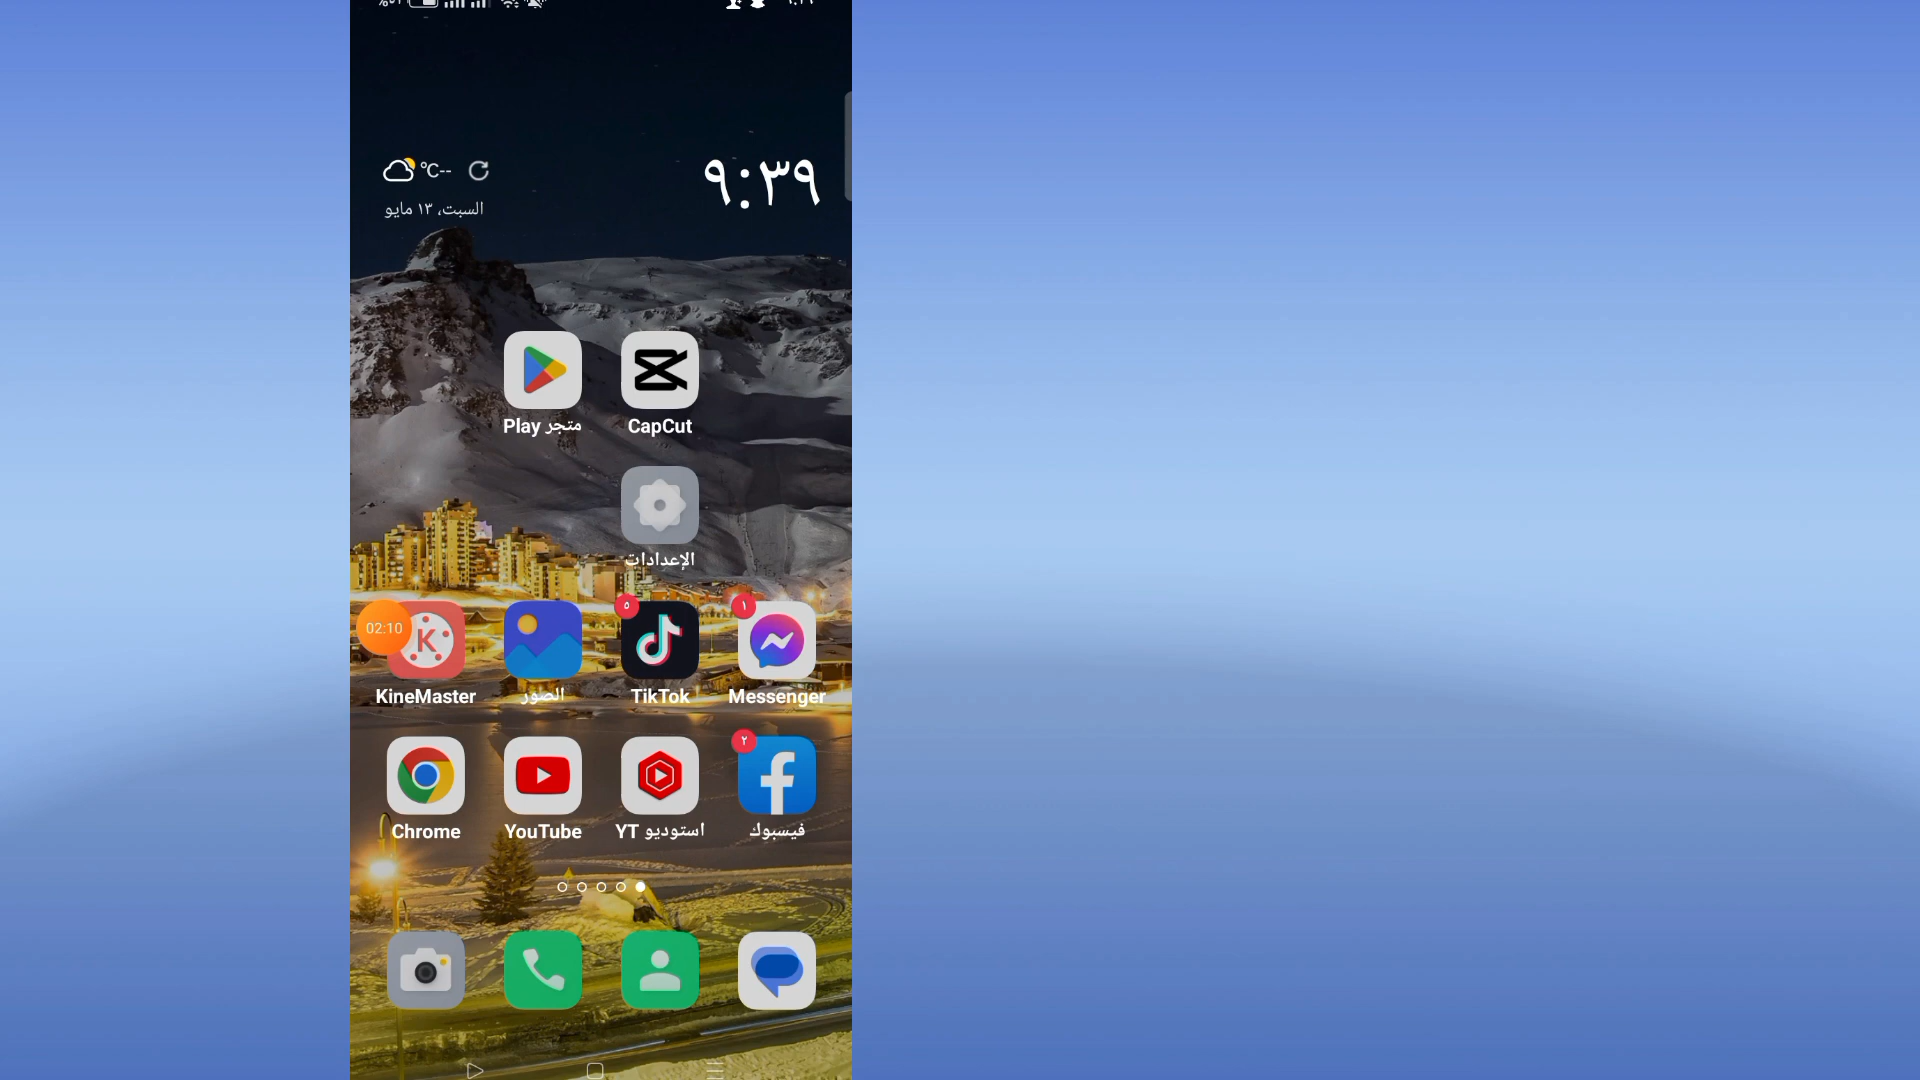 ٩:٣٩
°C--
السبت، ١٣ مايو
متجر Play
CapCut
الإعدادات
02:10
٥
١
KineMaster
الصور
TikTok
Messenger
٢
Chrome
YouTube
استوديو YT
فيسبوك